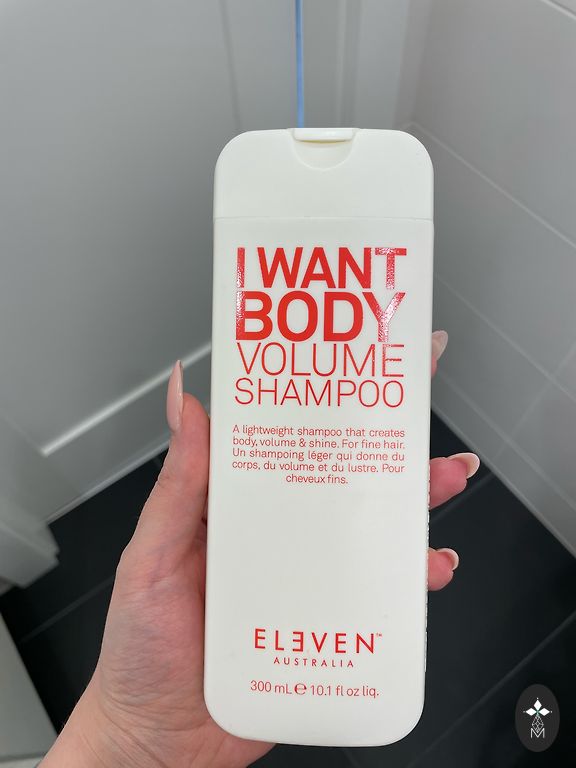 I WANT
BODY
VOLUME
SHAMPOO
A lightweight shampoo that creates
body, volume & shine. For fine hair.
Un shampoing léger qui donne du
corps, du volume et du lustre. Pour
cheveux fins.
ELEVEN™
AUSTRALIA
300 mL ℮ 10.1 fl oz liq.
M